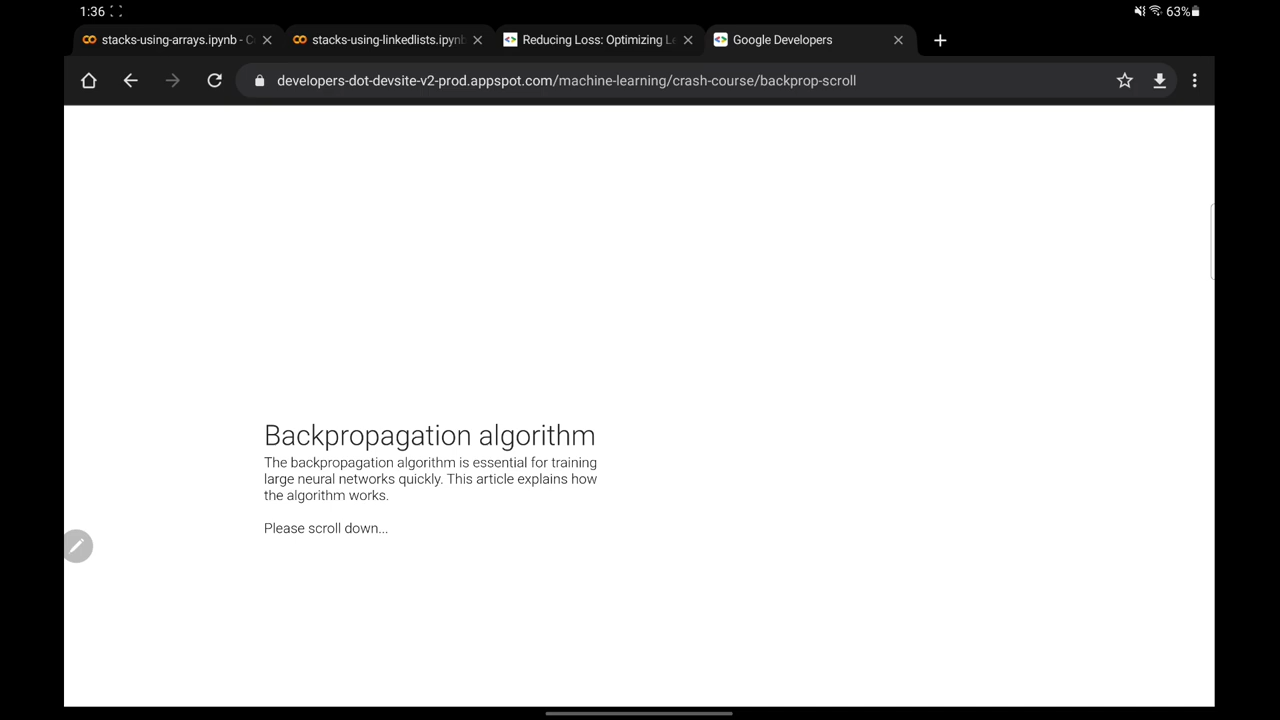 1:36
63%
stacks-using-arrays.ipynb - C
stacks-using-linkedlists.ipynb
Reducing Loss: Optimizing L
Google Developers
developers-dot-devsite-v2-prod.appspot.com/machine-learning/crash-course/backprop-scroll
Backpropagation algorithm
The backpropagation algorithm is essential for training
large neural networks quickly. This article explains how
the algorithm works.
Please scroll down...